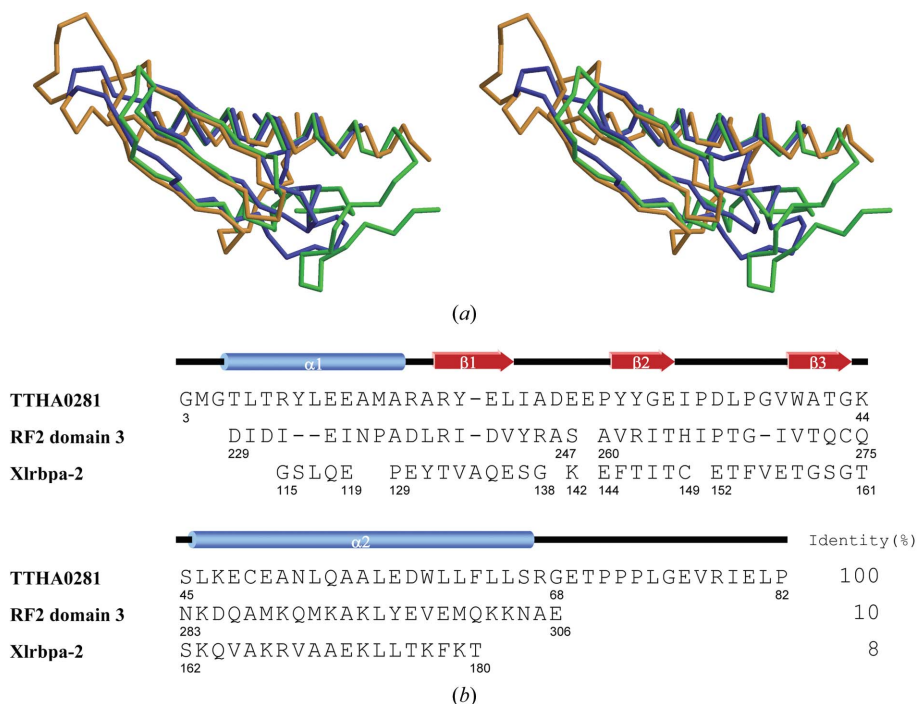 (a)
α1 β1 β2 β3
TTHA0281 GMGTLTRYLEEAMARARY-ELIADEEPYYGEIPDLPGVWATGK
3 44
RF2 domain 3 DIDI--EINPADLRI-DVYRAS AVRITHIPTG-IVTQCQ
229 247 260 275
Xlrbpa-2 GSLQE PEYTVAQESG K EFTITC ETFVETGSGT
115 119 129 138 142 144 149 152 161
α2 Identity(%)
TTHA0281 SLKECEANLQAALEDWLLFLLSRGETPPPLGEVRIELP 100
45 68 82
RF2 domain 3 NKDQAMKQMKAKLYEVEMQKKNAE 10
283 306
Xlrbpa-2 SKQVAKRVAAEKLLTKFKT 8
162 180
(b)